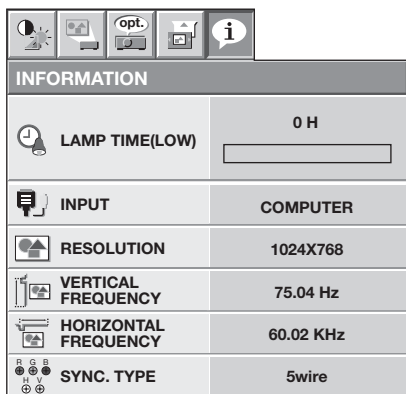 opt.
i
INFORMATION
LAMP TIME(LOW)
0 H
INPUT
COMPUTER
RESOLUTION
1024X768
VERTICAL
FREQUENCY
75.04 Hz
HORIZONTAL
FREQUENCY
60.02 KHz
R G B
H V
SYNC. TYPE
5wire